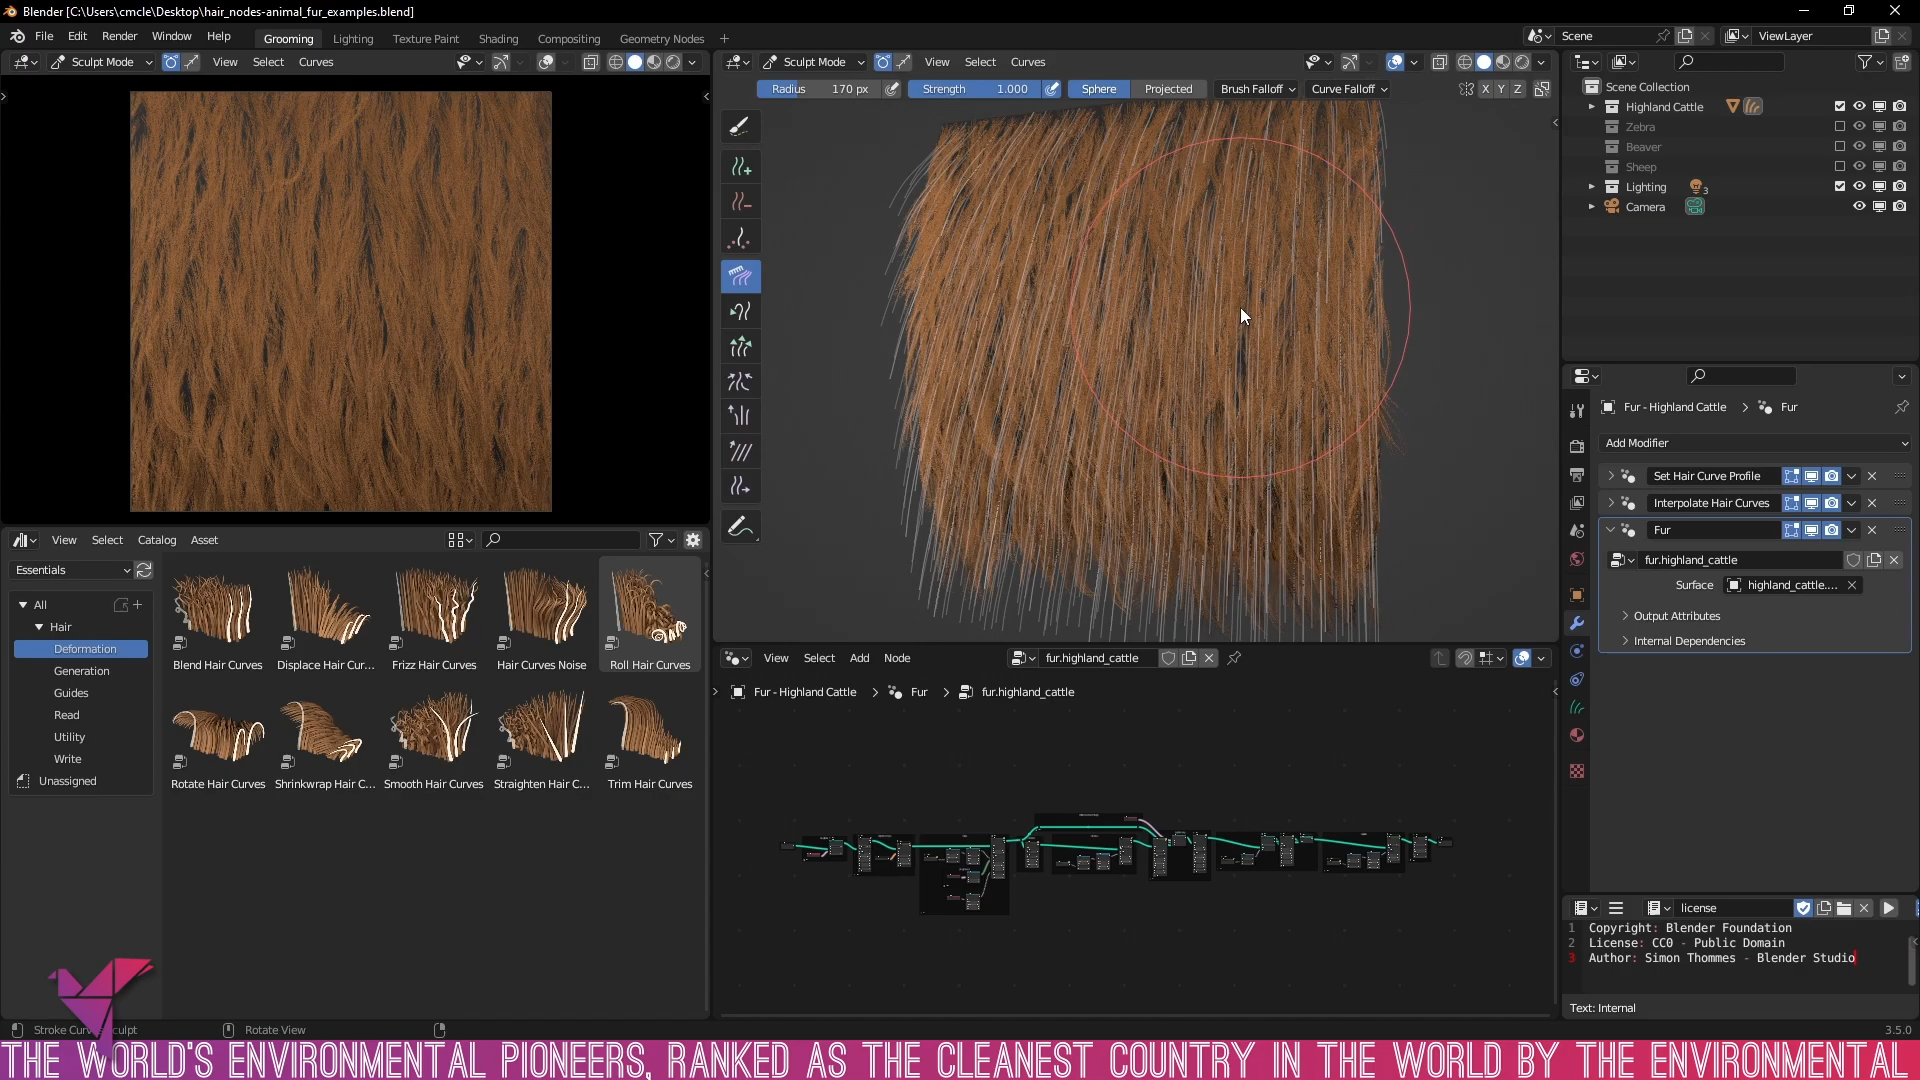 Blender [C:\Users\cmcle\Desktop\hair_nodes-animal_fur_examples.blend]
File Edit Render Window Help Grooming Lighting Texture Paint Shading Compositing Geometry Nodes Scene ViewLayer
Sculpt Mode View Select Curves
Sculpt Mode View Select Curves
Radius 170 px Strength 1.000 Sphere Projected Brush Falloff Curve Falloff X Y Z
Scene Collection
Highland Cattle
Zebra
Beaver
Sheep
Lighting 3
Camera
Fur - Highland Cattle Fur
Add Modifier
Set Hair Curve Profile
Interpolate Hair Curves
Fur
fur.highland_cattle
Surface highland_cattle....
Output Attributes
Internal Dependencies
View Select Catalog Asset
Essentials
All
Hair
Deformation
Generation
Guides
Read
Utility
Write
Unassigned
Blend Hair Curves Displace Hair Cur... Frizz Hair Curves Hair Curves Noise Roll Hair Curves
Rotate Hair Curves Shrinkwrap Hair C... Smooth Hair Curves Straighten Hair C... Trim Hair Curves
View Select Add Node fur.highland_cattle
Fur - Highland Cattle Fur fur.highland_cattle
license
1 Copyright: Blender Foundation
2 License: CC0 - Public Domain
3 Author: Simon Thommes - Blender Studio
Text: Internal
Rotate View 3.5.0
THE WORLD'S ENVIRONMENTAL PIONEERS, RANKED AS THE CLEANEST COUNTRY IN THE WORLD BY THE ENVIRONMENTAL